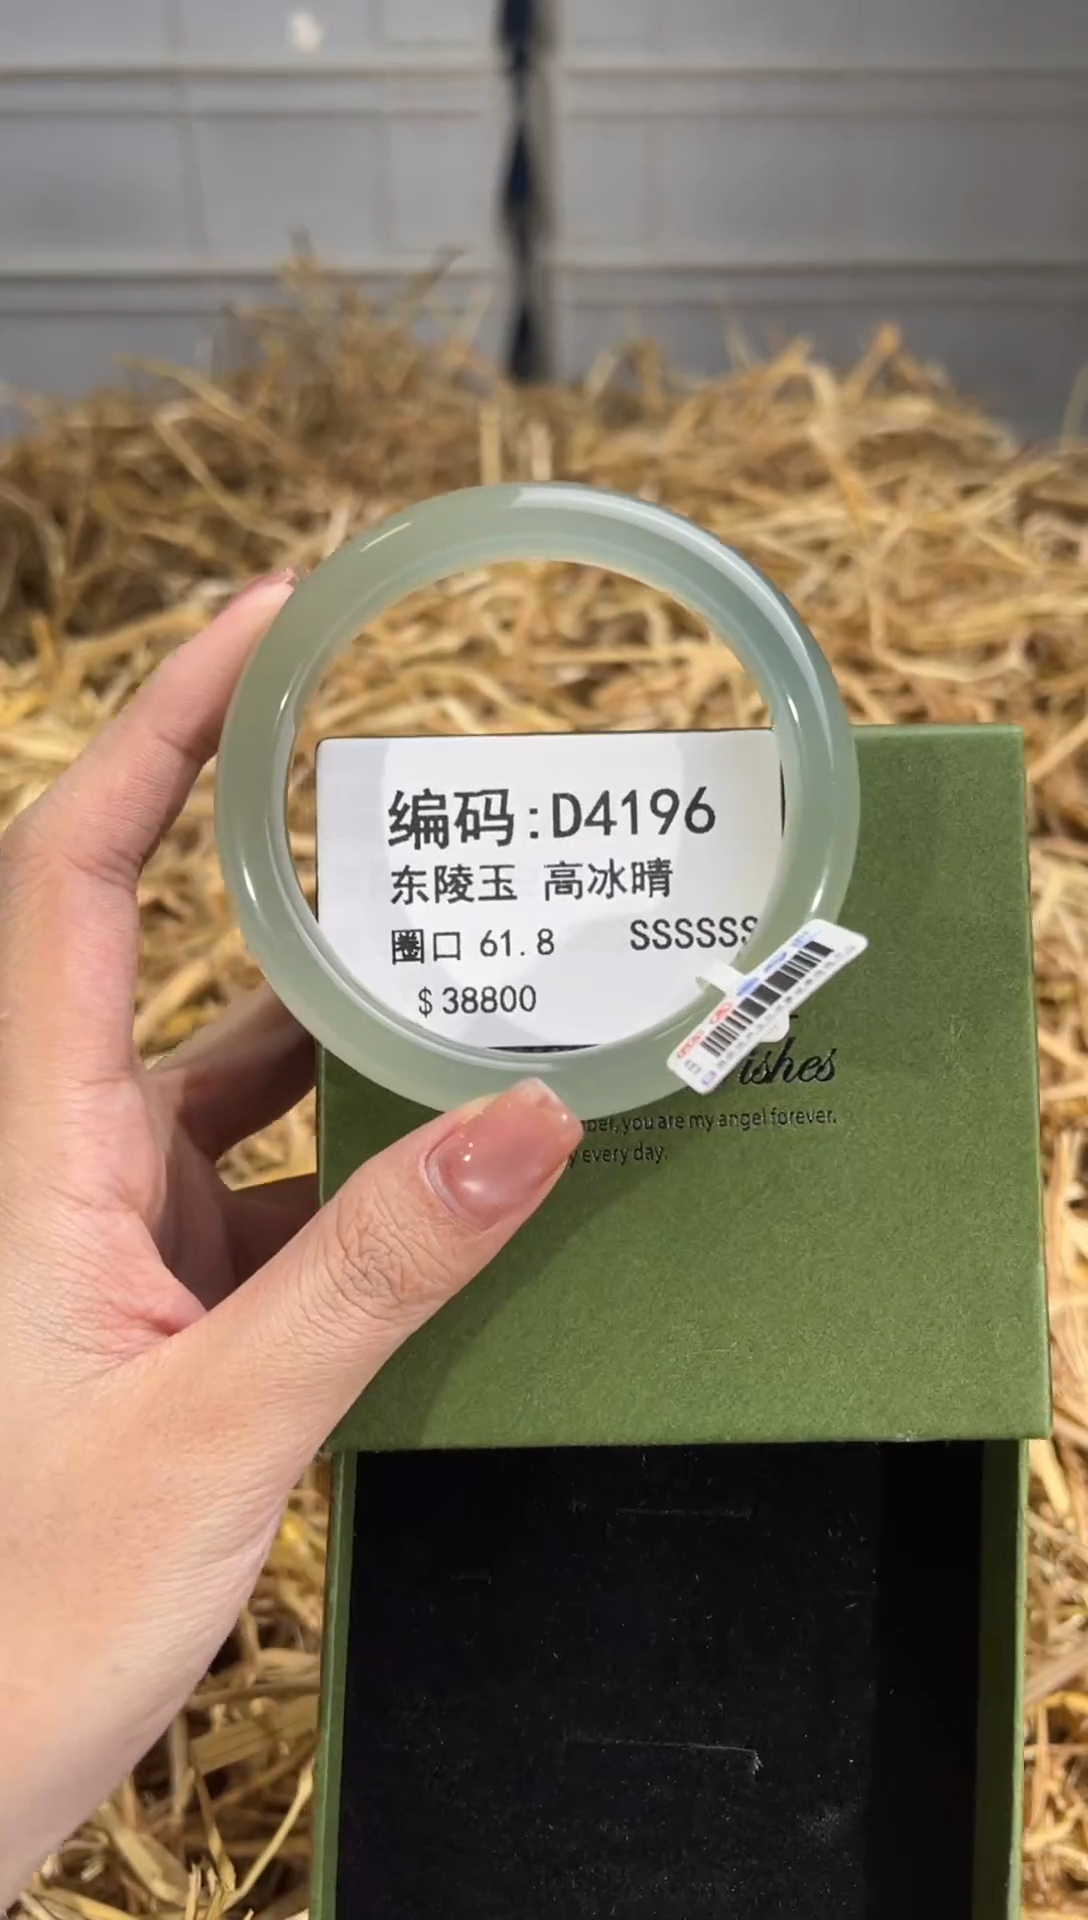 编码:D4196
东陵玉 高冰晴
圈口 61.8 SSSSSS
$38800
ishes
you are my angel forever.
every day.